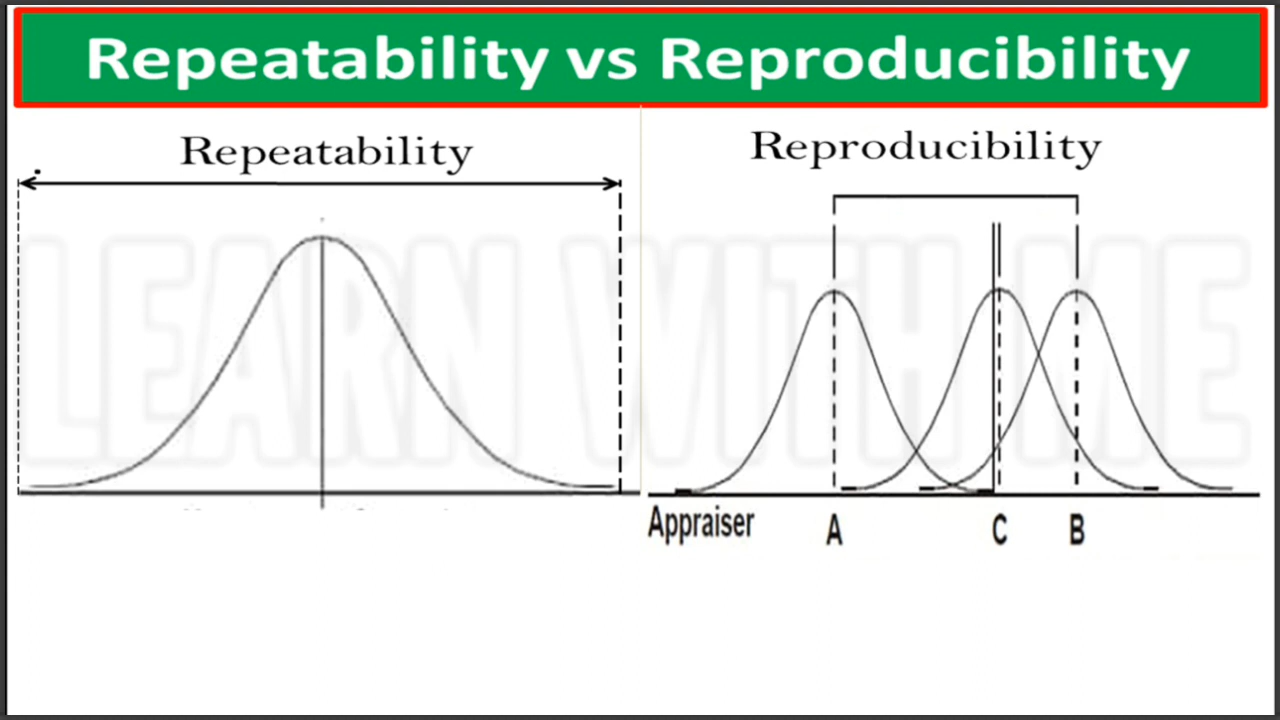 Repeatability vs Reproducibility
Repeatability
Reproducibility
LEARN WITH ME
Appraiser A C B